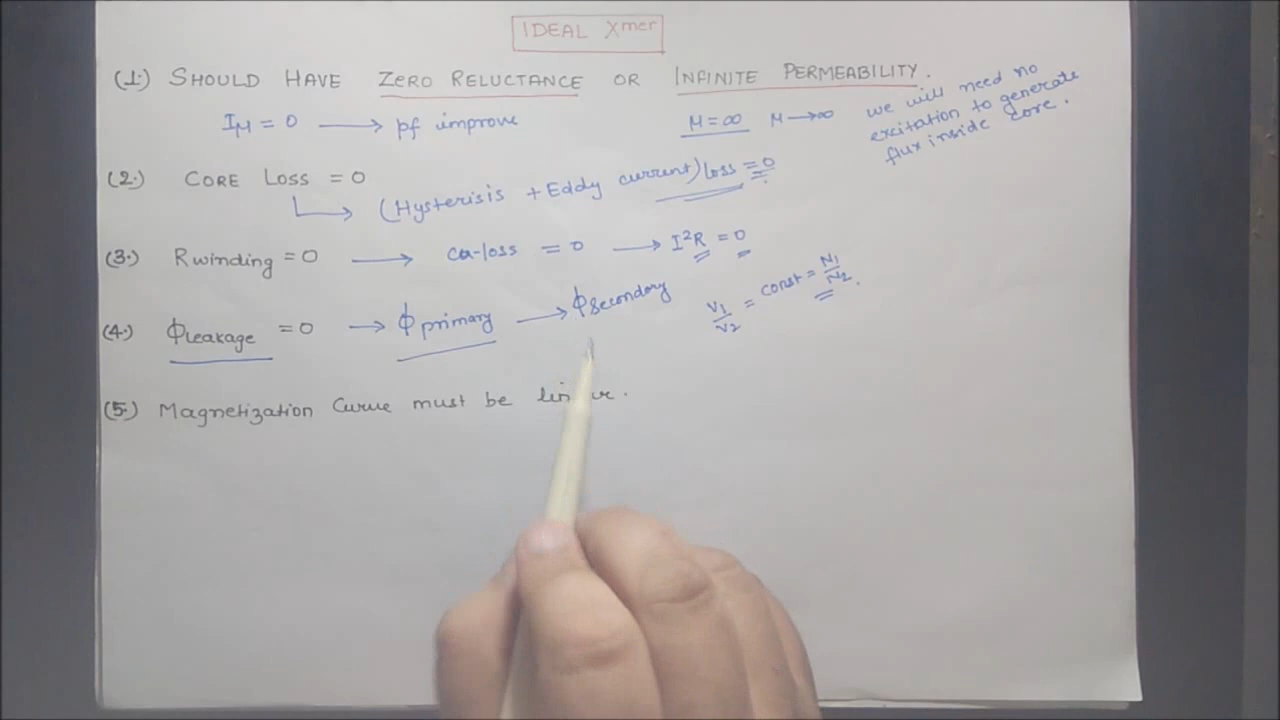 IDEAL Xmer
(1.) SHOULD HAVE ZERO RELUCTANCE OR INFINITE PERMEABILITY.
IM = 0 → pf improve
M = ∞ M → ∞
we will need no
excitation to generate
flux inside core.
(2.) CORE LOSS = 0
(Hysterisis + Eddy current) loss = 0
(3.) Rwinding = 0 → cu-loss = 0 → I²R = 0
(4.) Φleakage = 0 → Φprimary → Φsecondry
V1/V2 = const = N1/N2.
(5.) Magnetization Curve must be